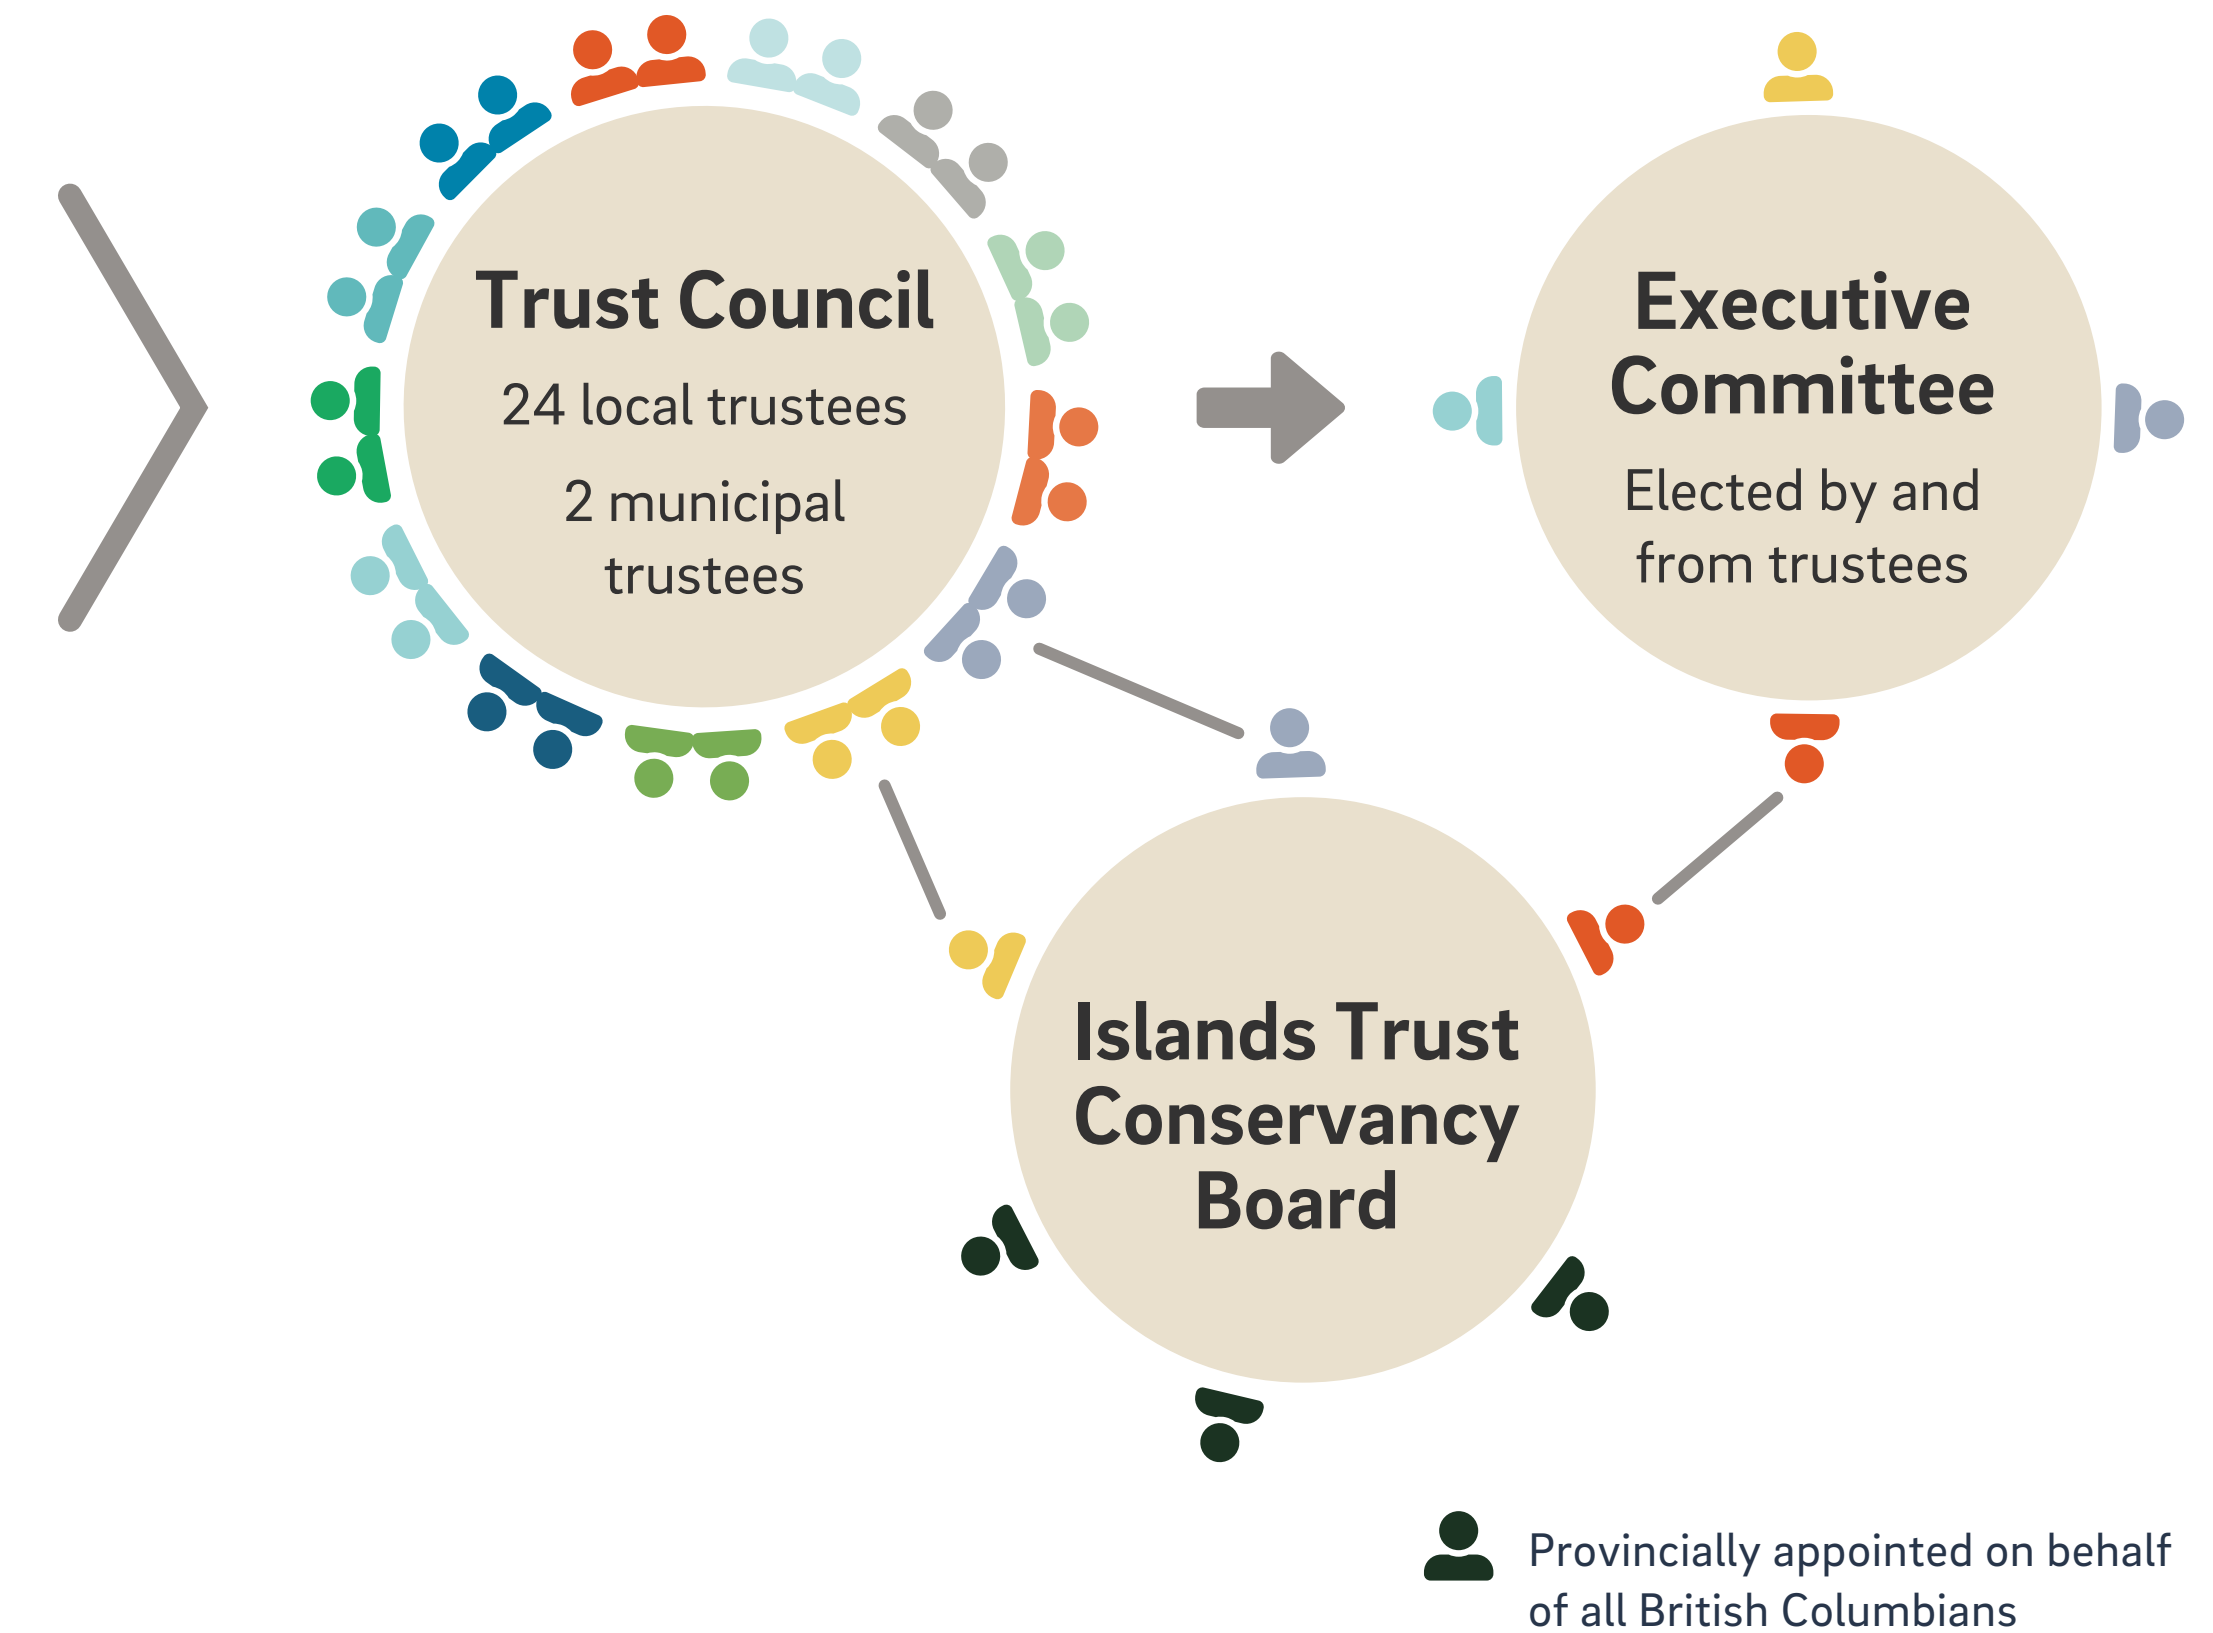 Trust Council
24 local trustees
2 municipal
trustees
Executive
Committee
Elected by and
from trustees
Islands Trust
Conservancy
Board
Provincially appointed on behalf
of all British Columbians